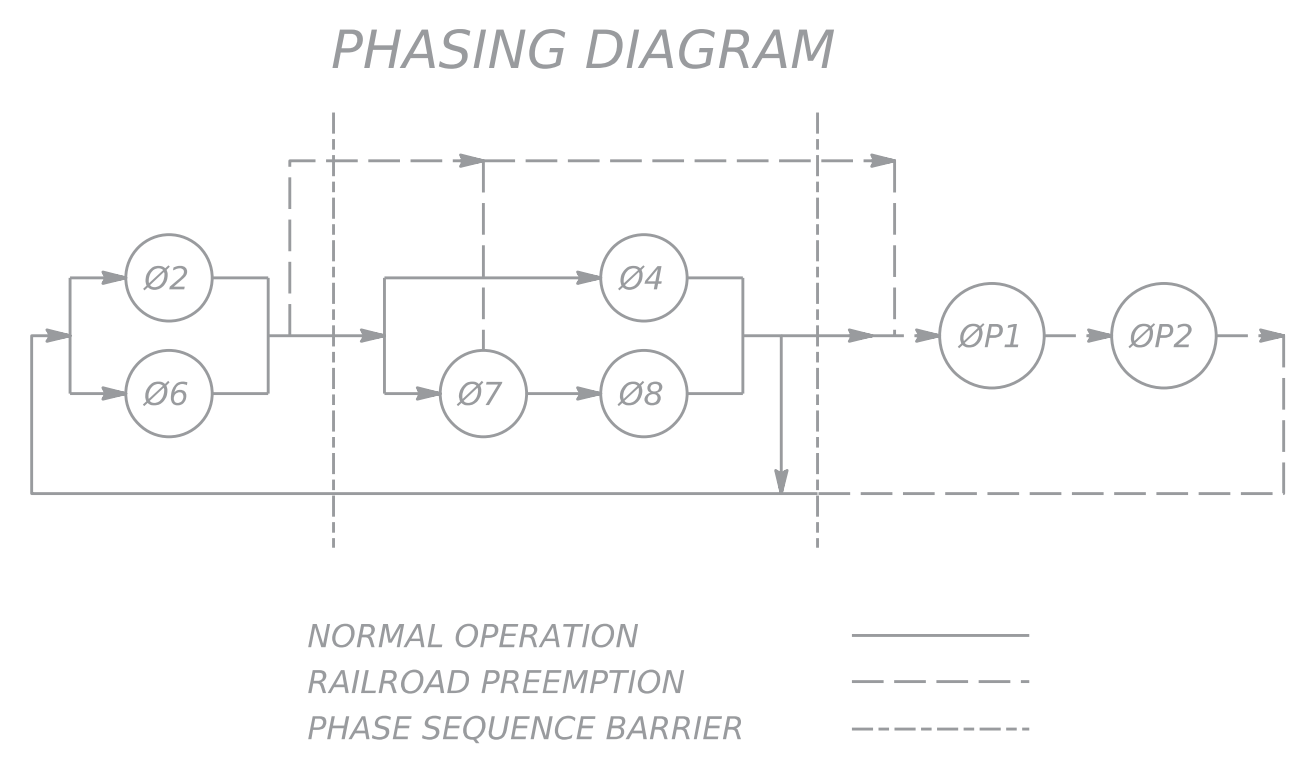 PHASING DIAGRAM
Ø2
Ø4
ØP1
ØP2
Ø6
Ø7
Ø8
NORMAL OPERATION
RAILROAD PREEMPTION
PHASE SEQUENCE BARRIER